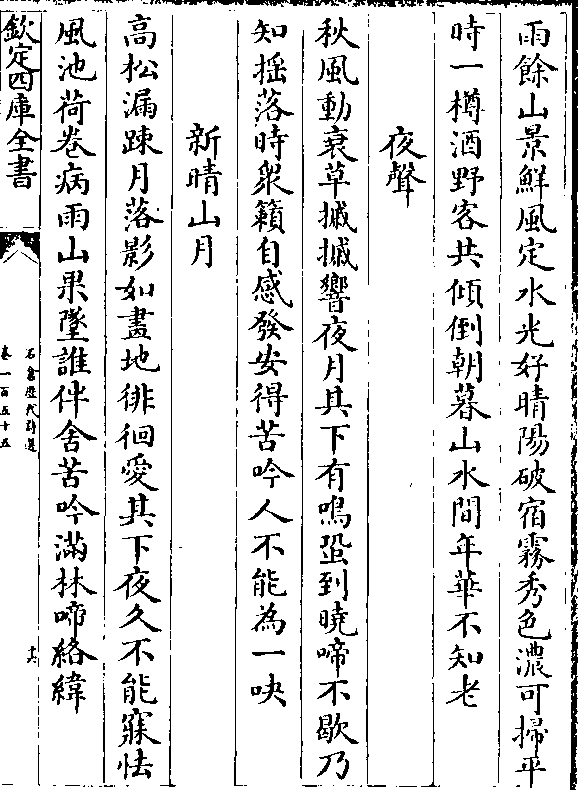 雨餘山景鮮風定水光好晴陽破宿霧秀色濃可掃平
時一樽酒野客共傾倒朝暮山水間年華不知老
夜聲
秋風動衰草摵摵響夜月其下有鳴蛩到曉啼不歇乃
知揺落時衆籟自感發安得苦吟人不能為一吷
新晴山月
高松漏踈月落影如畫地徘徊愛其下夜久不能寐怯
風池荷卷病雨山果墜誰伴舍苦吟滿林啼絡緯
欽定四庫全書
石倉歷代詩選
卷一百五十五
十六